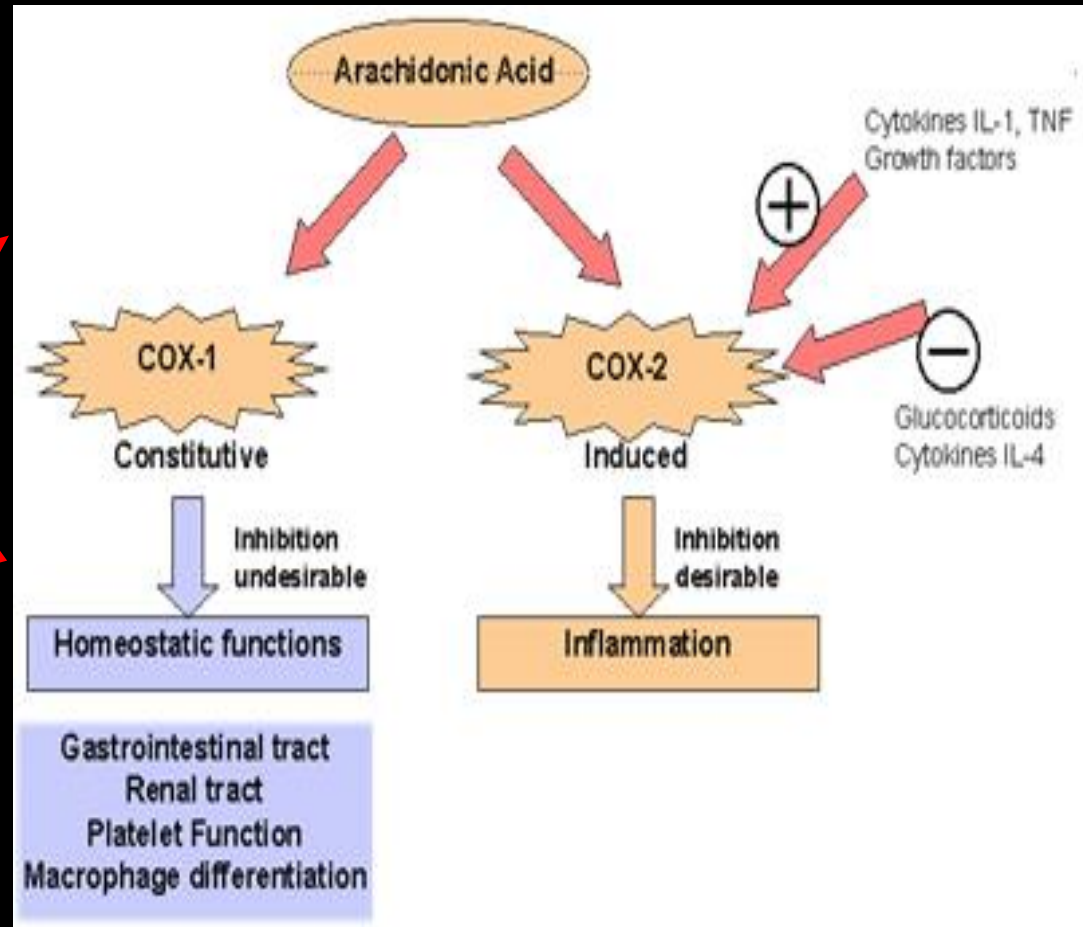 Arachidonic Acid
Cytokines IL-1, TNF
Growth factors
+
COX-1
COX-2
−
Constitutive
Induced
Glucocorticoids
Cytokines IL-4
Inhibition
undesirable
Inhibition
desirable
Homeostatic functions
Inflammation
Gastrointestinal tract
Renal tract
Platelet Function
Macrophage differentiation